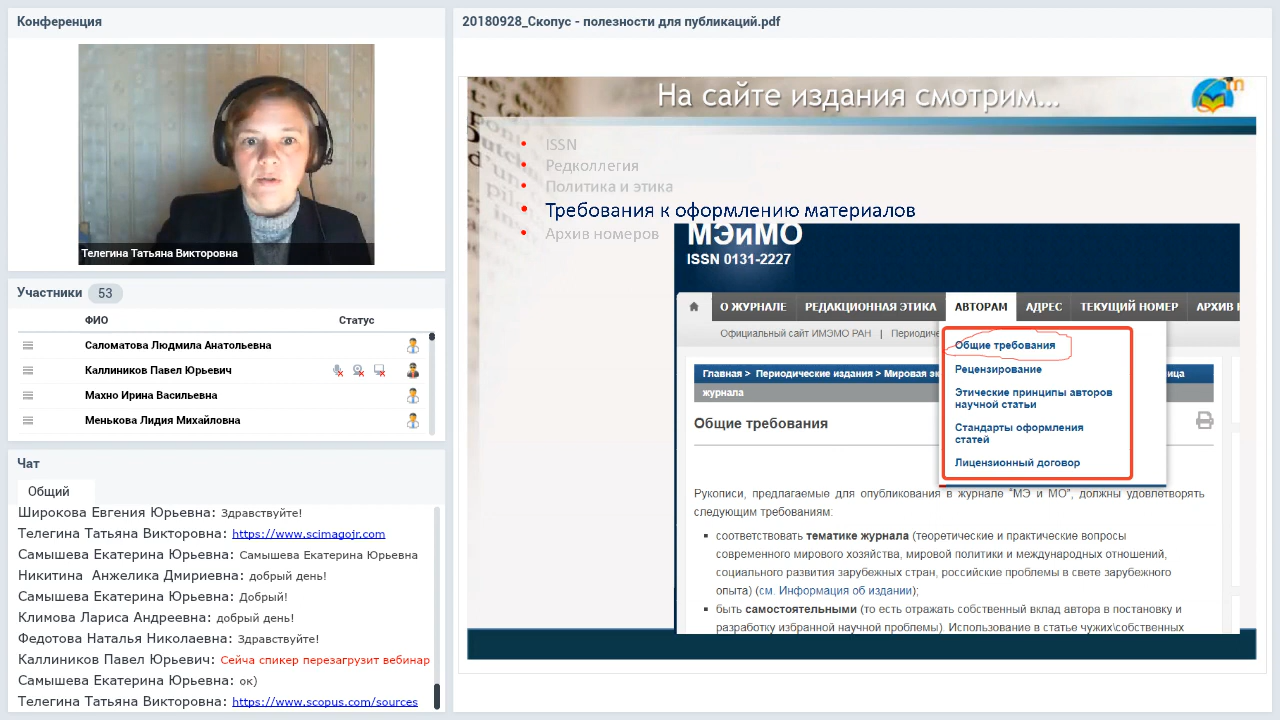 Конференция
Телегина Татьяна Викторовна
Участники 53
ФИО Статус
Саломатова Людмила Анатольевна
Каллиников Павел Юрьевич
Махно Ирина Васильевна
Менькова Лидия Михайловна
Чат
Общий
Широкова Евгения Юрьевна: Здравствуйте!
Телегина Татьяна Викторовна: https://www.scimagojr.com
Самышева Екатерина Юрьевна: Самышева Екатерина Юрьевна
Никитина Анжелика Дмириевна: добрый день!
Самышева Екатерина Юрьевна: Добрый!
Климова Лариса Андреевна: добрый день!
Федотова Наталья Николаевна: Здравствуйте!
Каллиников Павел Юрьевич: Сейча спикер перезагрузит вебинар
Самышева Екатерина Юрьевна: ок)
Телегина Татьяна Викторовна: https://www.scopus.com/sources
20180928_Скопус - полезности для публикаций.pdf
На сайте издания смотрим...
ISSN
Редколлегия
Политика и этика
Требования к оформлению материалов
Архив номеров
МЭиМО
ISSN 0131-2227
О ЖУРНАЛЕ РЕДАКЦИОННАЯ ЭТИКА АВТОРАМ АДРЕС ТЕКУЩИЙ НОМЕР АРХИВ
Официальный сайт ИМЭМО РАН |
Общие требования
Рецензирование
Этические принципы авторов
научной статьи
Стандарты оформления
статей
Лицензионный договор
Главная > Периодические издания > Мировая
журнала
Общие требования
Рукописи, предлагаемые для опубликования в журнале “МЭ и МО”, должны удовлетворять
следующим требованиям:
соответствовать тематике журнала (теоретические и практические вопросы
современного мирового хозяйства, мировой политики и международных отношений,
социального развития зарубежных стран, российские проблемы в свете зарубежного
опыта) (см. Информация об издании);
быть самостоятельными (то есть отражать собственный вклад автора в постановку и
разработку избранной научной проблемы). Использование в статье чужих\собственных